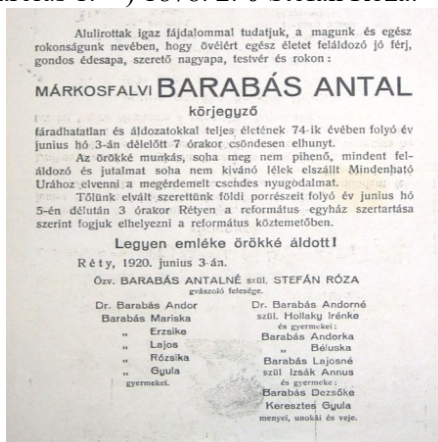 Alulirottak igaz fájdalommal tudatjuk, a magunk és egész
rokonságunk nevében, hogy övéiért egész életet feláldozó jó férj,
gondos édesapa, szerető nagyapa, testvér és rokon :
MÁRKOSFALVI BARABÁS ANTAL
körjegyző
fáradhatatlan és áldozatokkal teljes életének 74-ik évében folyó év
junius hó 3-án délelőtt 7 órakor csöndesen elhunyt.
Az örökké munkás, soha meg nem pihenő, mindent fel-
áldozó és jutalmat soha nem kivánó lélek elszállt Mindenható
Urához elvenni a megérdemelt csendes nyugodalmat.
Tőlünk elvált szerettünk földi porrészeit folyó év junius hó
5-én délután 3 órakor Rétyen a református egyház szertartása
szerint fogjuk elhelyezni a református köztemetőben.
Legyen emléke örökké áldott!
Réty, 1920. junius 3-án.
Özv. BARABÁS ANTALNÉ szül. STEFÁN RÓZA
gyászoló felesége.
Dr. Barabás Andor
Barabás Mariska
„ Erzsike
„ Lajos
„ Rózsika
„ Gyula
gyermekei.
Dr. Barabás Andorné
szül. Hollaky Irénke
és gyermekei :
Barabás Andorka
„ Béluska
Barabás Lajosné
szül Izsák Annus
és gyermeke :
Barabás Dezsőke
Keresztes Gyula
menyei, unokái és veje.